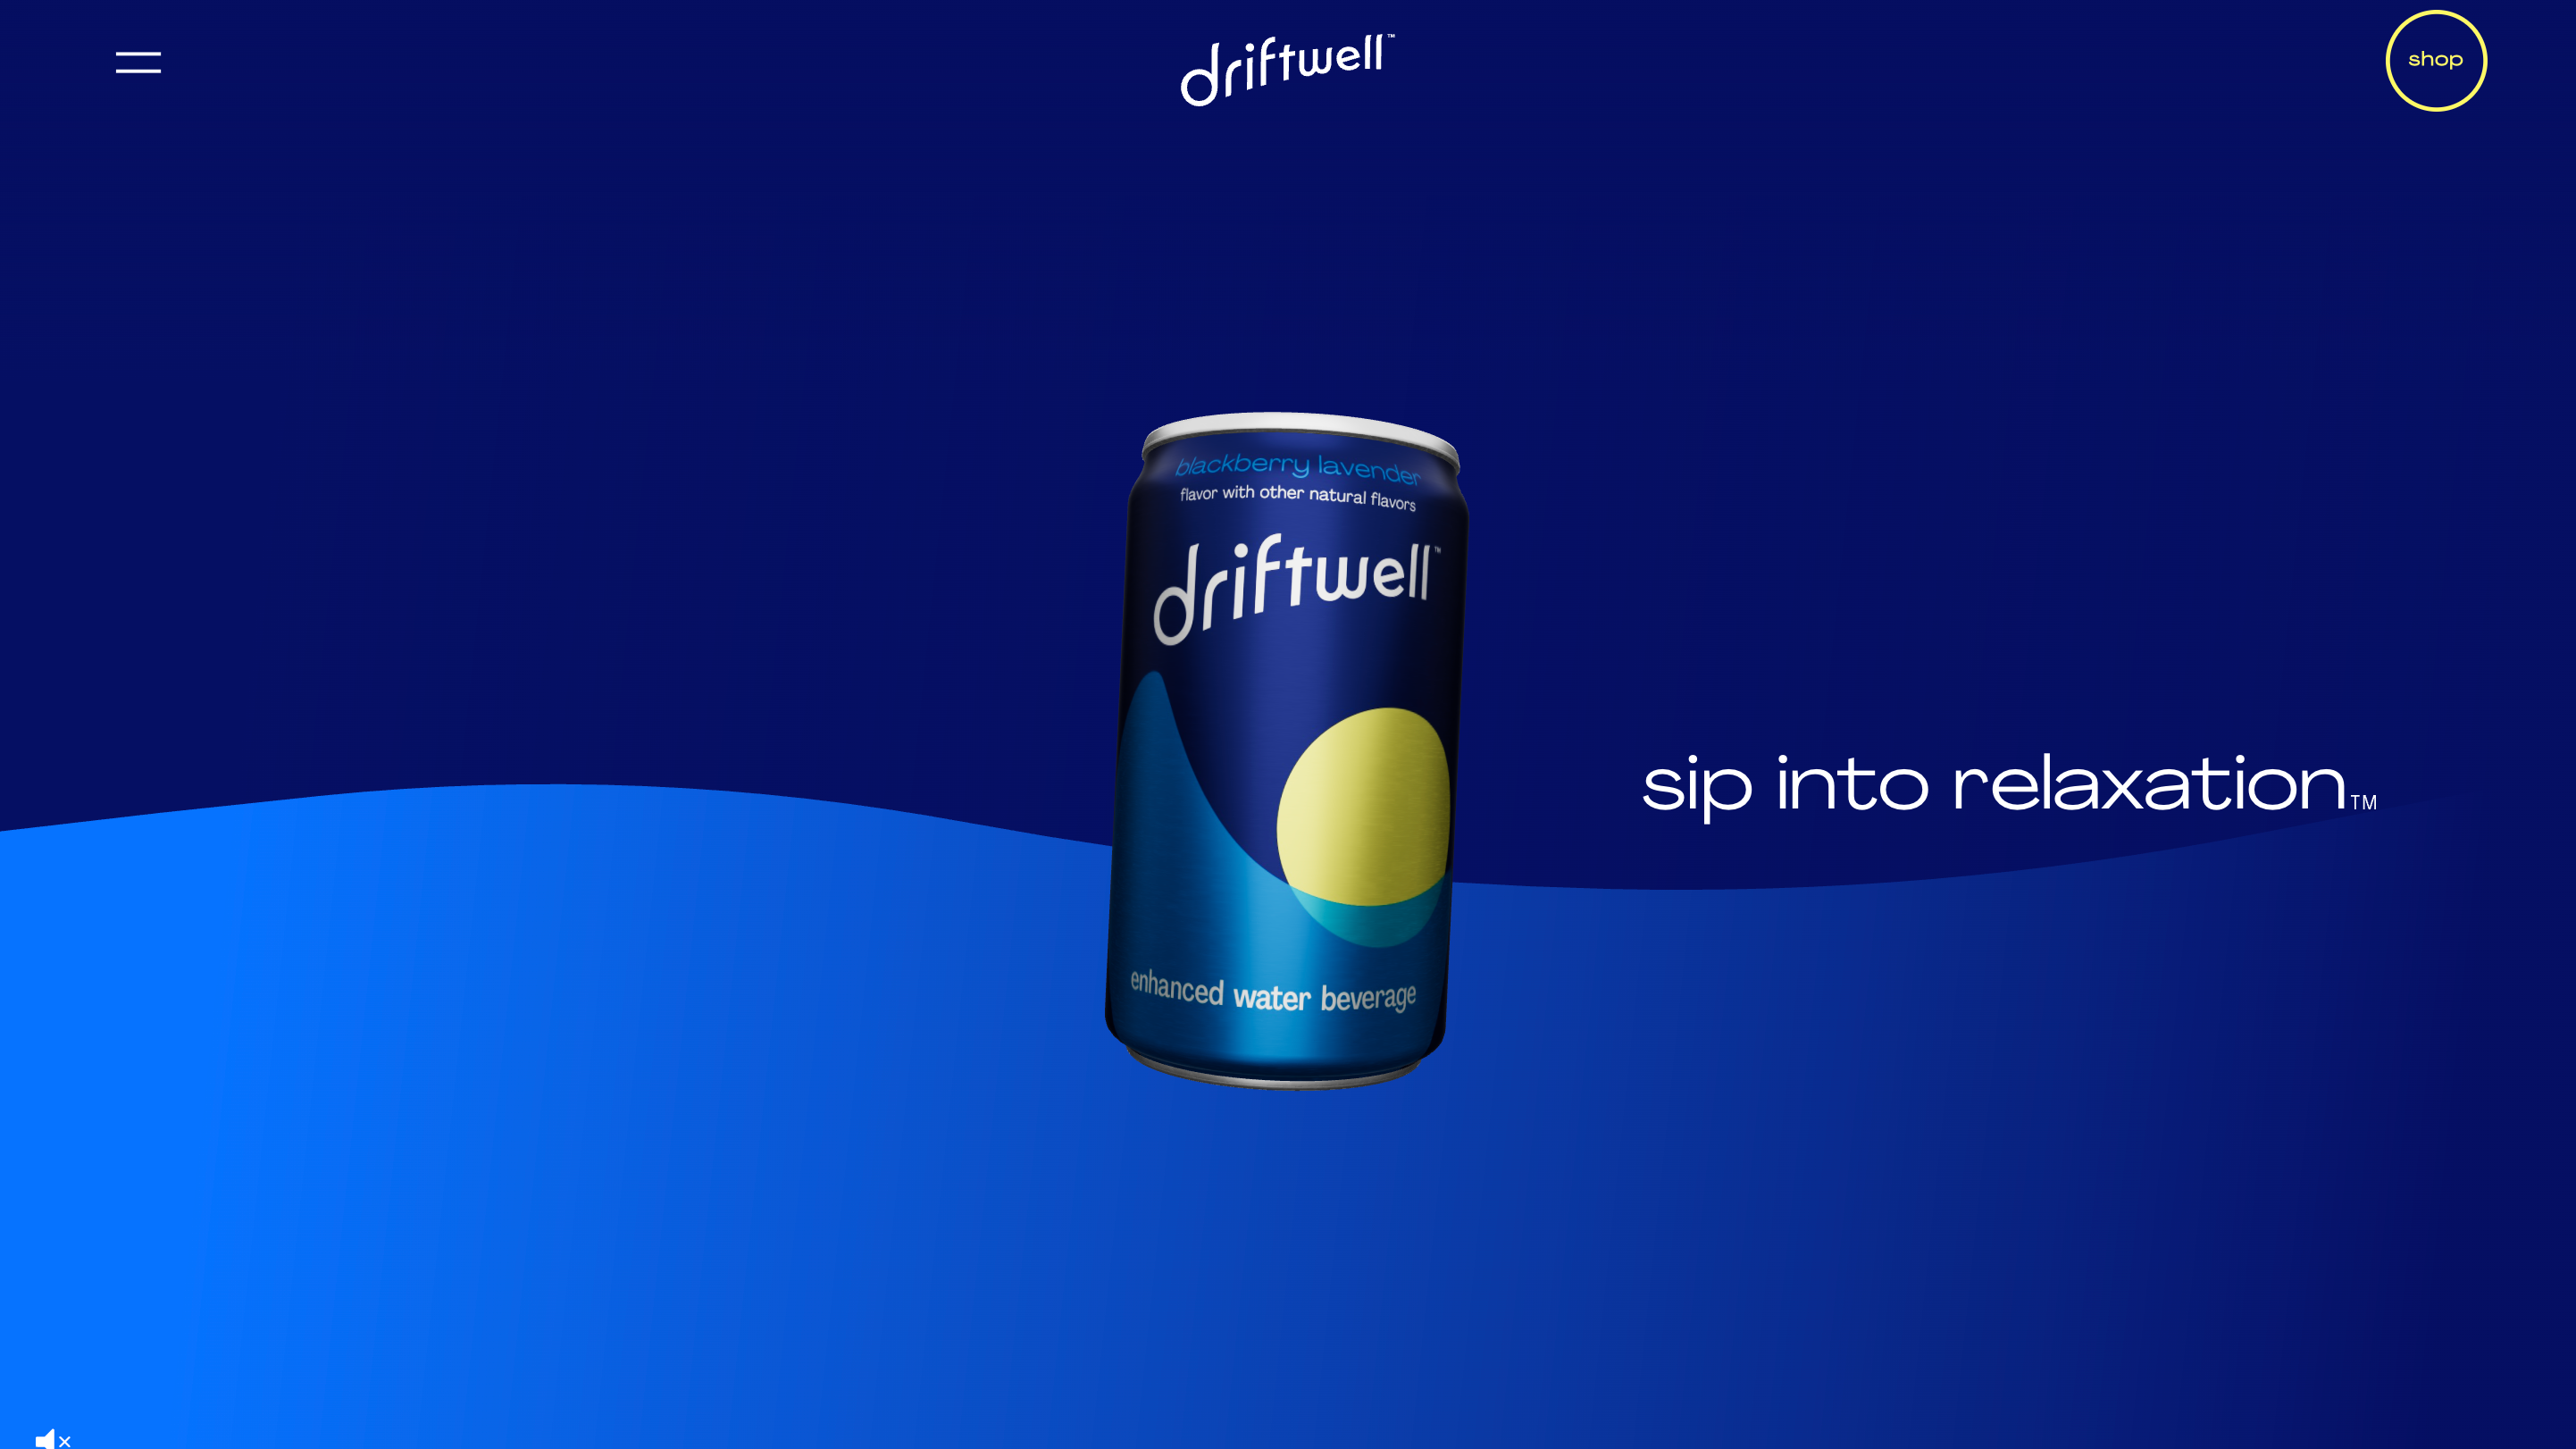 driftwell™
shop
blackberry lavender
flavor with other natural flavors
driftwell™
sip into relaxation™
enhanced water beverage